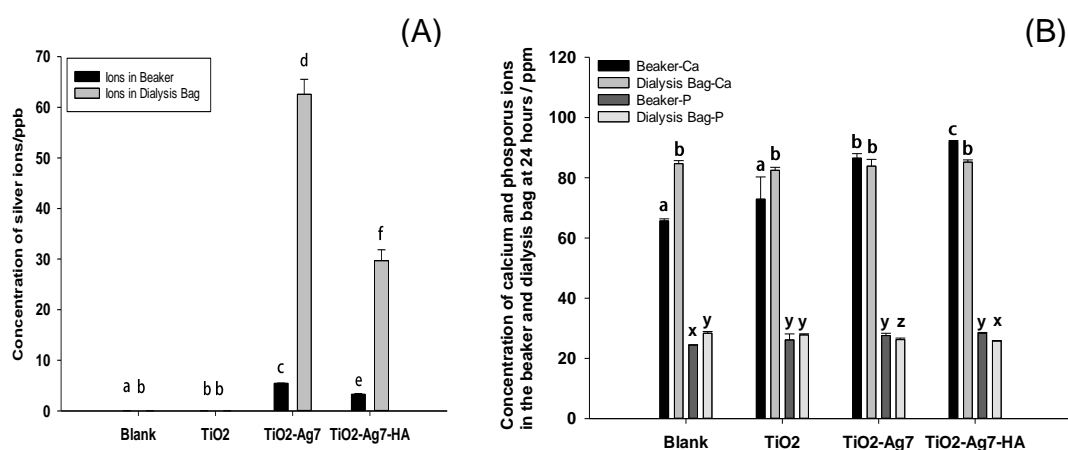 (A)
Concentration of silver ions/ppb
70
60
50
40
30
20
10
0
Ions in Beaker
Ions in Dialysis Bag
a b
b b
c
d
e
f
Blank
TiO2
TiO2-Ag7
TiO2-Ag7-HA
(B)
Concentration of calcium and phosporus ions
in the beaker and dialysis bag at 24 hours / ppm
120
100
80
60
40
20
0
Beaker-Ca
Dialysis Bag-Ca
Beaker-P
Dialysis Bag-P
a
b
x
y
a
b
y
y
b
b
y
z
c
b
y
x
Blank
TiO2
TiO2-Ag7
TiO2-Ag7-HA